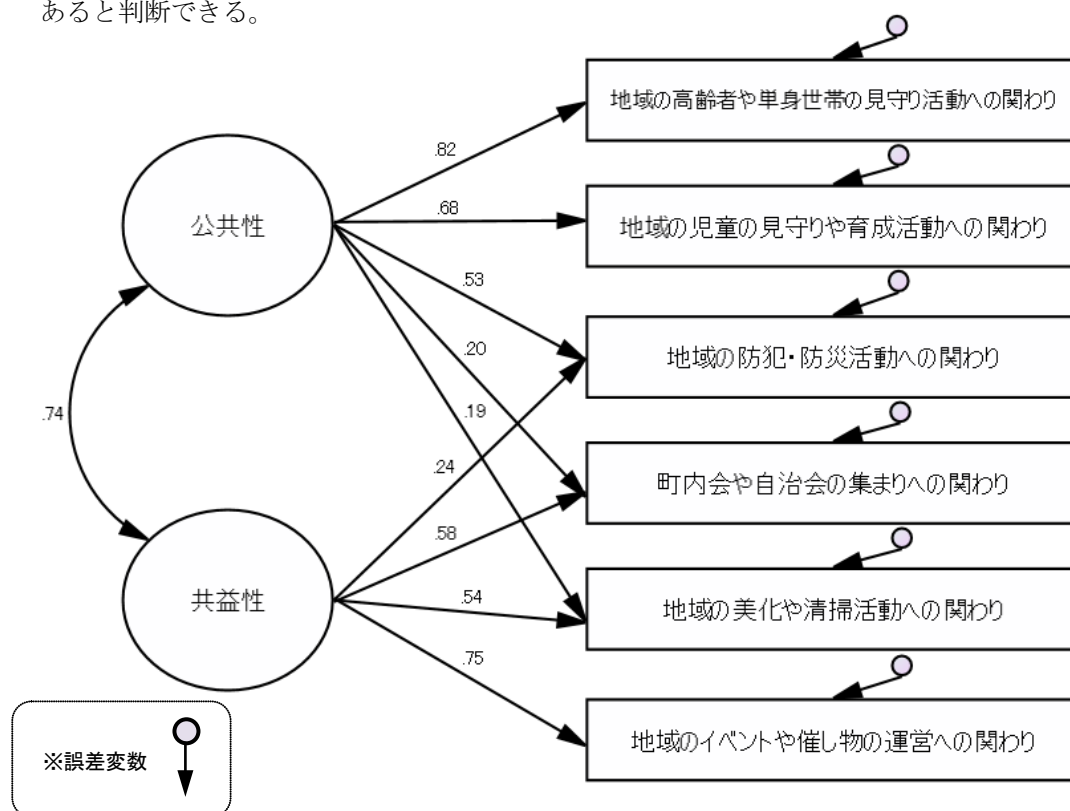 あると判断できる。
地域の高齢者や単身世帯の見守り活動への関わり
.82
.68
地域の児童の見守りや育成活動への関わり
公共性
.53
地域の防犯・防災活動への関わり
.20
.74
.19
.24
町内会や自治会の集まりへの関わり
.58
共益性
.54
地域の美化や清掃活動への関わり
.75
地域のイベントや催し物の運営への関わり
※誤差変数